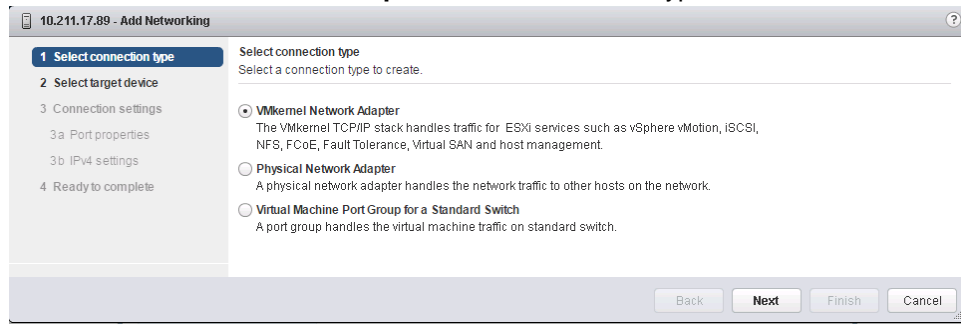 10.211.17.89 - Add Networking
?
1 Select connection type
2 Select target device
3 Connection settings
3a Port properties
3b IPv4 settings
4 Ready to complete
Select connection type
Select a connection type to create.
VMkernel Network Adapter
The VMkernel TCP/IP stack handles traffic for ESXi services such as vSphere vMotion, iSCSI,
NFS, FCoE, Fault Tolerance, Virtual SAN and host management.
Physical Network Adapter
A physical network adapter handles the network traffic to other hosts on the network.
Virtual Machine Port Group for a Standard Switch
A port group handles the virtual machine traffic on standard switch.
Back Next Finish Cancel